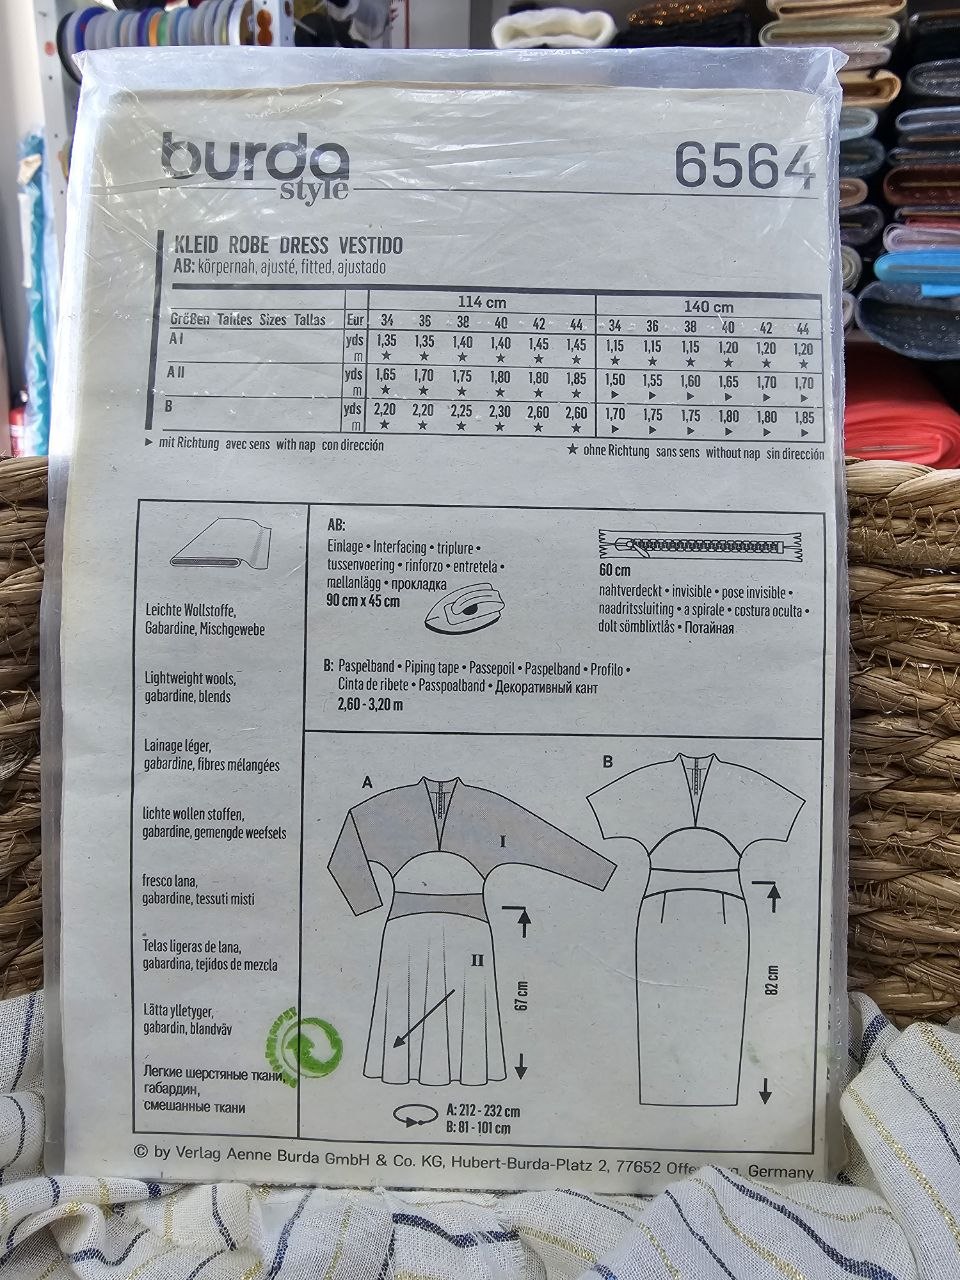 burda
style
6564
KLEID ROBE DRESS VESTIDO
AB: körpernah, ajusté, fitted, ajustado
114 cm 140 cm
Größen Tailles Sizes Tallas Eur 34 36 38 40 42 44 34 36 38 40 42 44
A I yds 1,35 1,35 1,40 1,40 1,45 1,45 1,15 1,15 1,15 1,20 1,20 1,20
m ★ ★ ★ ★ ★ ★ ★ ★ ★ ★ ★ ★
A II yds 1,65 1,70 1,75 1,80 1,80 1,85 1,50 1,55 1,60 1,65 1,70 1,70
m ★ ★ ★ ★ ★ ★ ► ► ► ► ► ►
B yds 2,20 2,20 2,25 2,30 2,60 2,60 1,70 1,75 1,75 1,80 1,80 1,85
m ★ ★ ★ ★ ★ ★ ► ► ► ► ► ►
► mit Richtung avec sens with nap con dirección ★ ohne Richtung sans sens without nap sin dirección
Leichte Wollstoffe,
Gabardine, Mischgewebe
Lightweight wools,
gabardine, blends
Lainage léger,
gabardine, fibres mélangées
lichte wollen stoffen,
gabardine, gemengde weefsels
fresco lana,
gabardine, tessuti misti
Telas ligeras de lana,
gabardina, tejidos de mezcla
Lätta ylletyger,
gabardin, blandväv
Легкие шерстяные ткани,
габардин,
смешанные ткани
AB:
Einlage • Interfacing • triplure •
tussenvoering • rinforzo • entretela •
mellanlägg • прокладка
90 cm x 45 cm
60 cm
nahtverdeckt • invisible • pose invisible •
naadritssluiting • a spirale • costura oculta •
dolt sömblixtlås • Потайная
B: Paspelband • Piping tape • Passepoil • Paspelband • Profilo •
Cinta de ribete • Passpoalband • Декоративный кант
2,60 - 3,20 m
A
I
II
67 cm
B
82 cm
A: 212 - 232 cm
B: 81 - 101 cm
© by Verlag Aenne Burda GmbH & Co. KG, Hubert-Burda-Platz 2, 77652 Germany